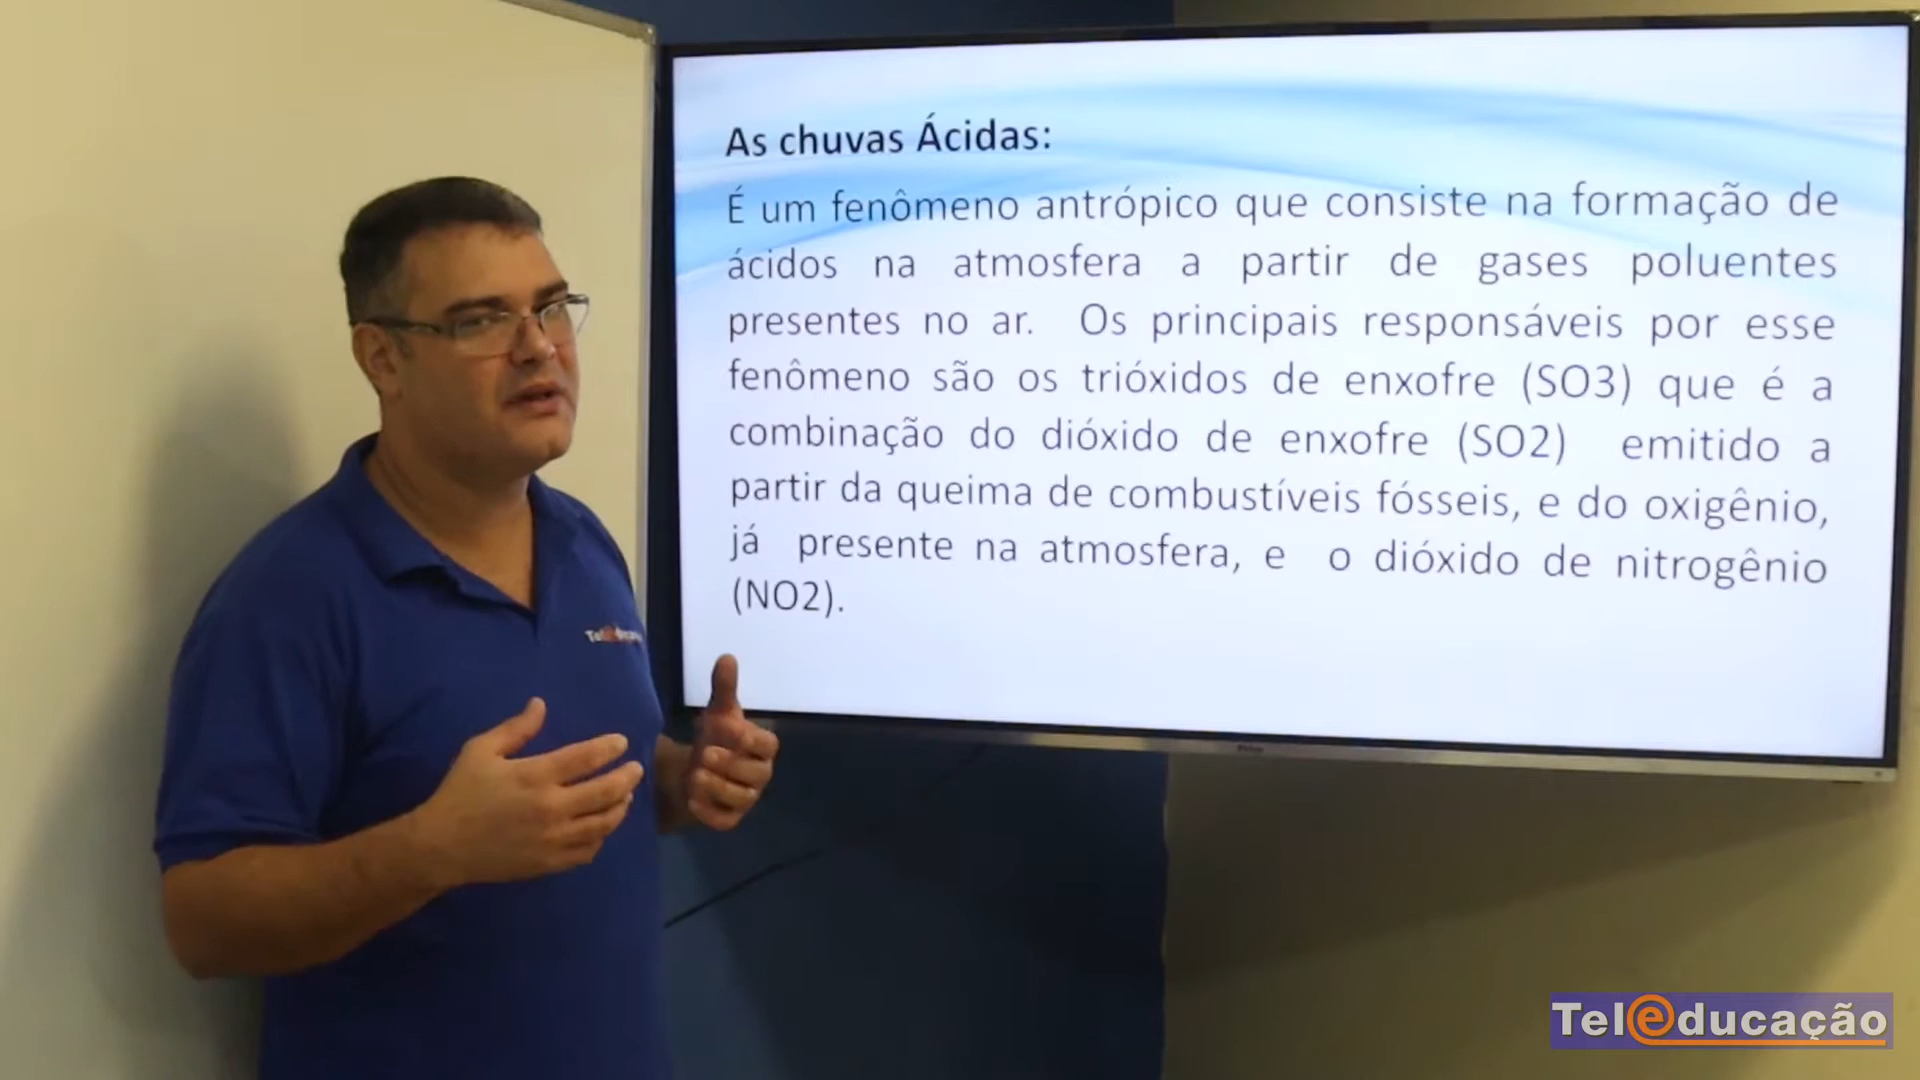 As chuvas Ácidas:
É um fenômeno antrópico que consiste na formação de
ácidos na atmosfera a partir de gases poluentes
presentes no ar. Os principais responsáveis por esse
fenômeno são os trióxidos de enxofre (SO3) que é a
combinação do dióxido de enxofre (SO2) emitido a
partir da queima de combustíveis fósseis, e do oxigênio,
já presente na atmosfera, e o dióxido de nitrogênio
(NO2).
Teleducação